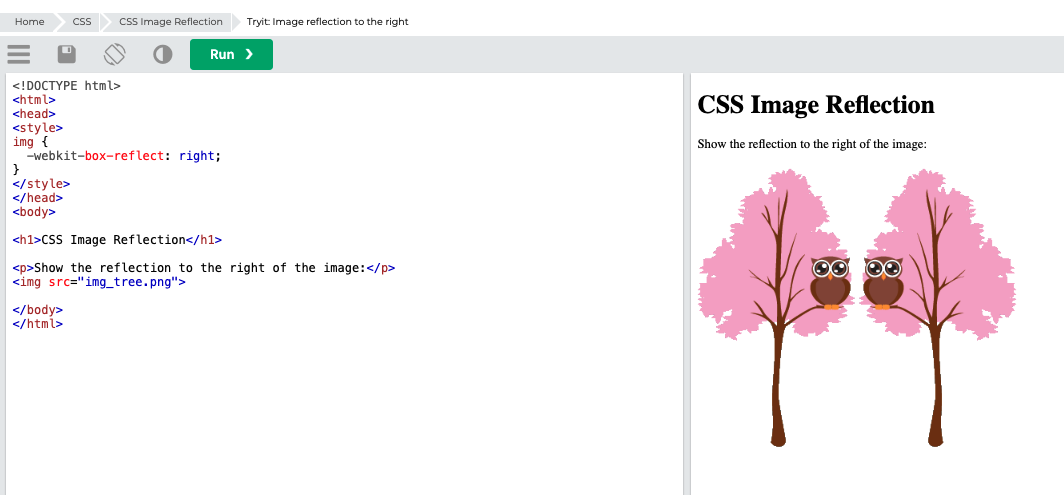 Home CSS CSS Image Reflection Tryit: Image reflection to the right
Run ❯
<!DOCTYPE html>
<html>
<head>
<style>
img {
  -webkit-box-reflect: right;
}
</style>
</head>
<body>

<h1>CSS Image Reflection</h1>

<p>Show the reflection to the right of the image:</p>
<img src="img_tree.png">

</body>
</html>
CSS Image Reflection
Show the reflection to the right of the image: